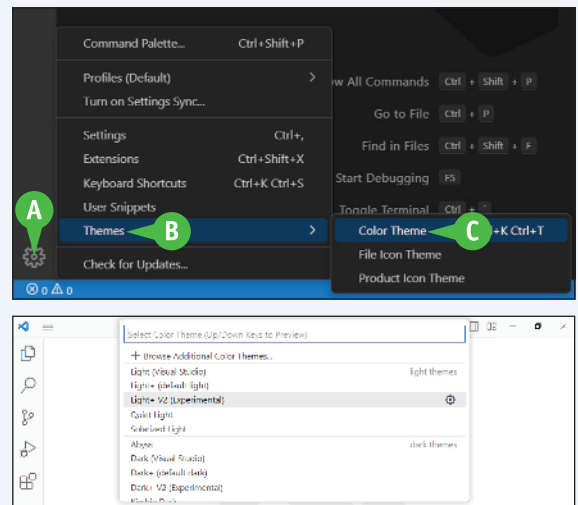 Command Palette... Ctrl+Shift+P
Profiles (Default) >
ow All Commands Ctrl + Shift + P
Turn on Settings Sync...
Go to File Ctrl + P
Settings Ctrl+,
Find in Files Ctrl + Shift + F
Extensions Ctrl+Shift+X
Keyboard Shortcuts Ctrl+K Ctrl+S
Start Debugging F5
User Snippets
Toggle Terminal Ctrl + `
A
Themes B >
Color Theme C +K Ctrl+T
File Icon Theme
Check for Updates...
Product Icon Theme
0 0
Select Color Theme (Up/Down Keys to Preview)
+ Browse Additional Color Themes...
Light (Visual Studio) light themes
Light+ (default light)
Light+ V2 (Experimental)
Quiet Light
Solarized Light
Abyss dark themes
Dark (Visual Studio)
Dark+ (default dark)
Dark+ V2 (Experimental)